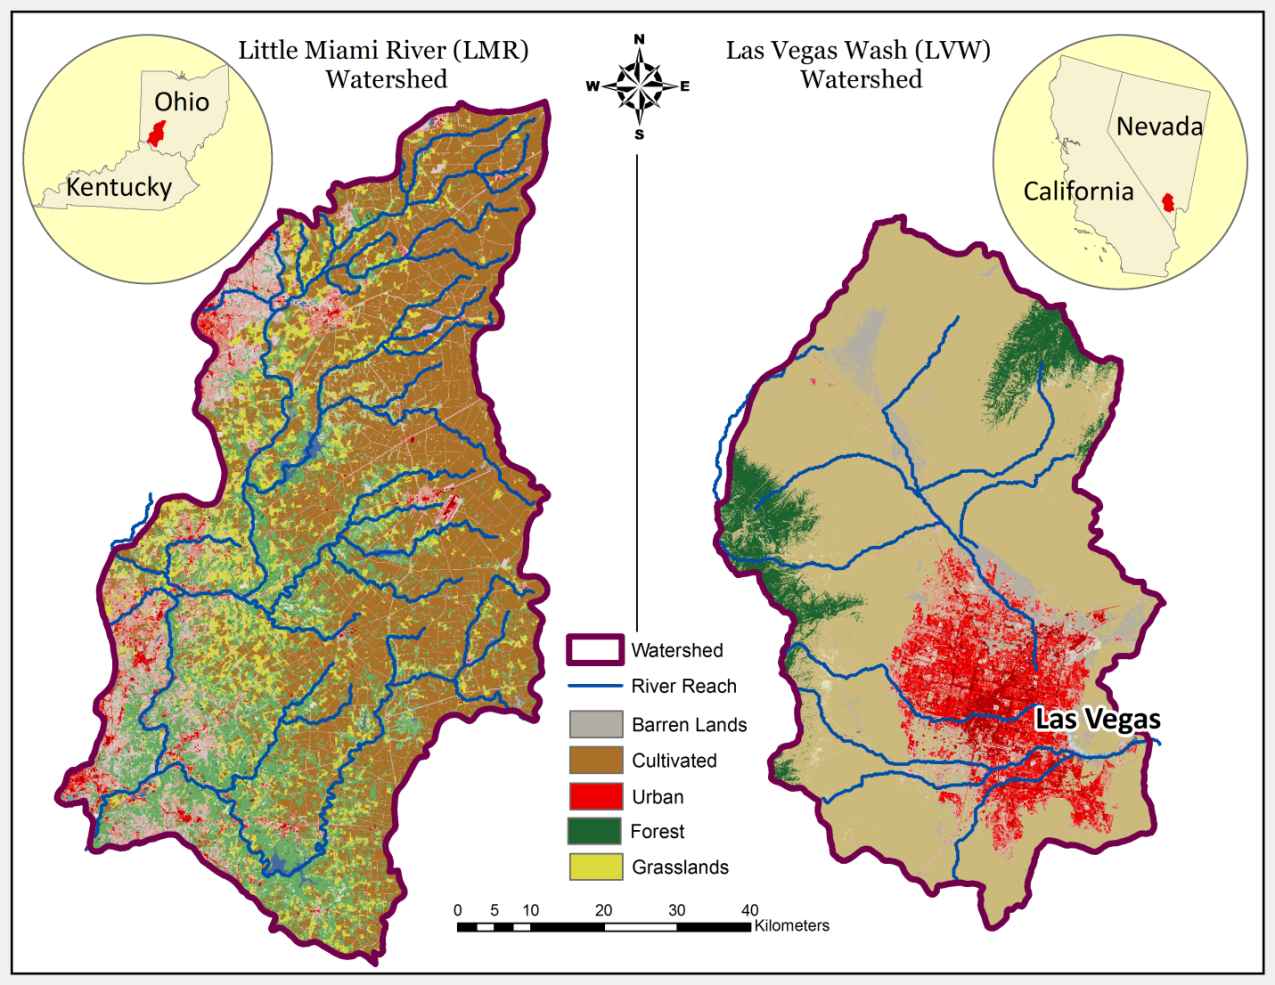 Little Miami River (LMR)
Watershed
Las Vegas Wash (LVW)
Watershed
N
W
E
S
Ohio
Kentucky
Nevada
California
Las Vegas
Watershed
River Reach
Barren Lands
Cultivated
Urban
Forest
Grasslands
0 5 10 20 30 40
Kilometers